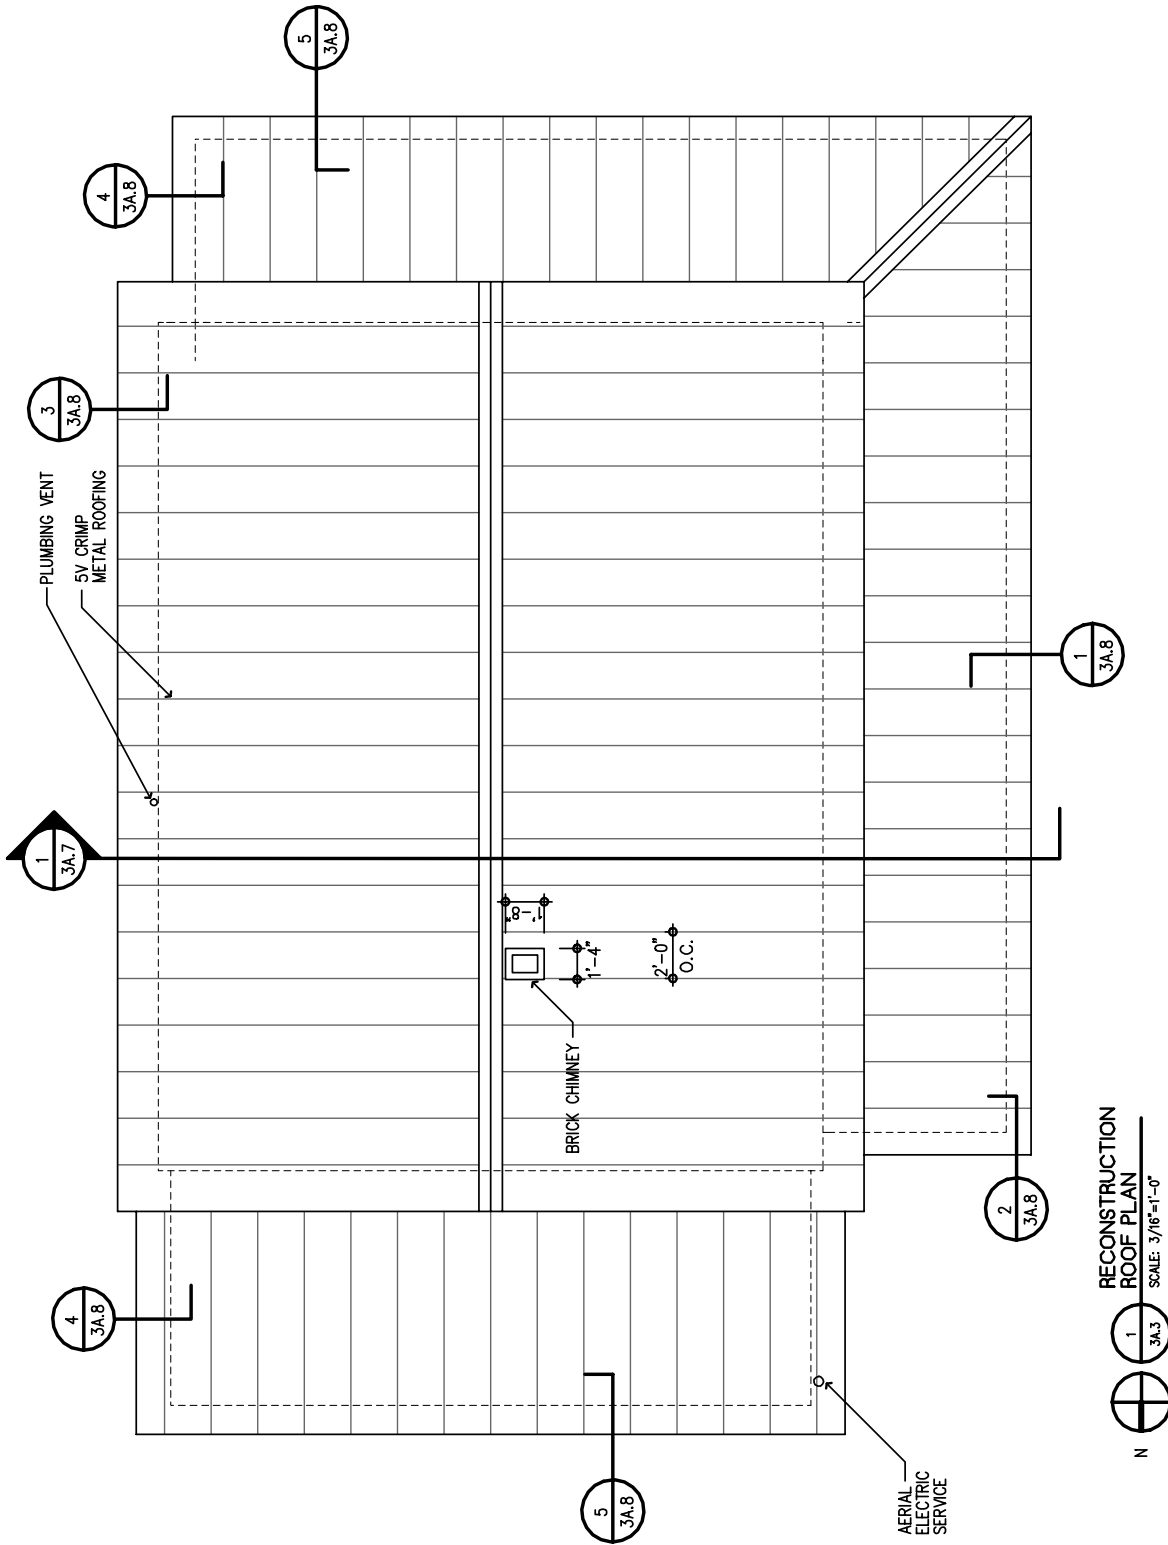 5
3A.8
4
3A.8
3
3A.8
PLUMBING VENT
5V CRIMP
METAL ROOFING
1
3A.7
1
3A.8
1'-8"
1'-4"
2'-0"
O.C.
BRICK CHIMNEY
2
3A.8
4
3A.8
5
3A.8
AERIAL
ELECTRIC
SERVICE
RECONSTRUCTION
ROOF PLAN
SCALE: 3/16"=1'-0"
1
3A.3
N